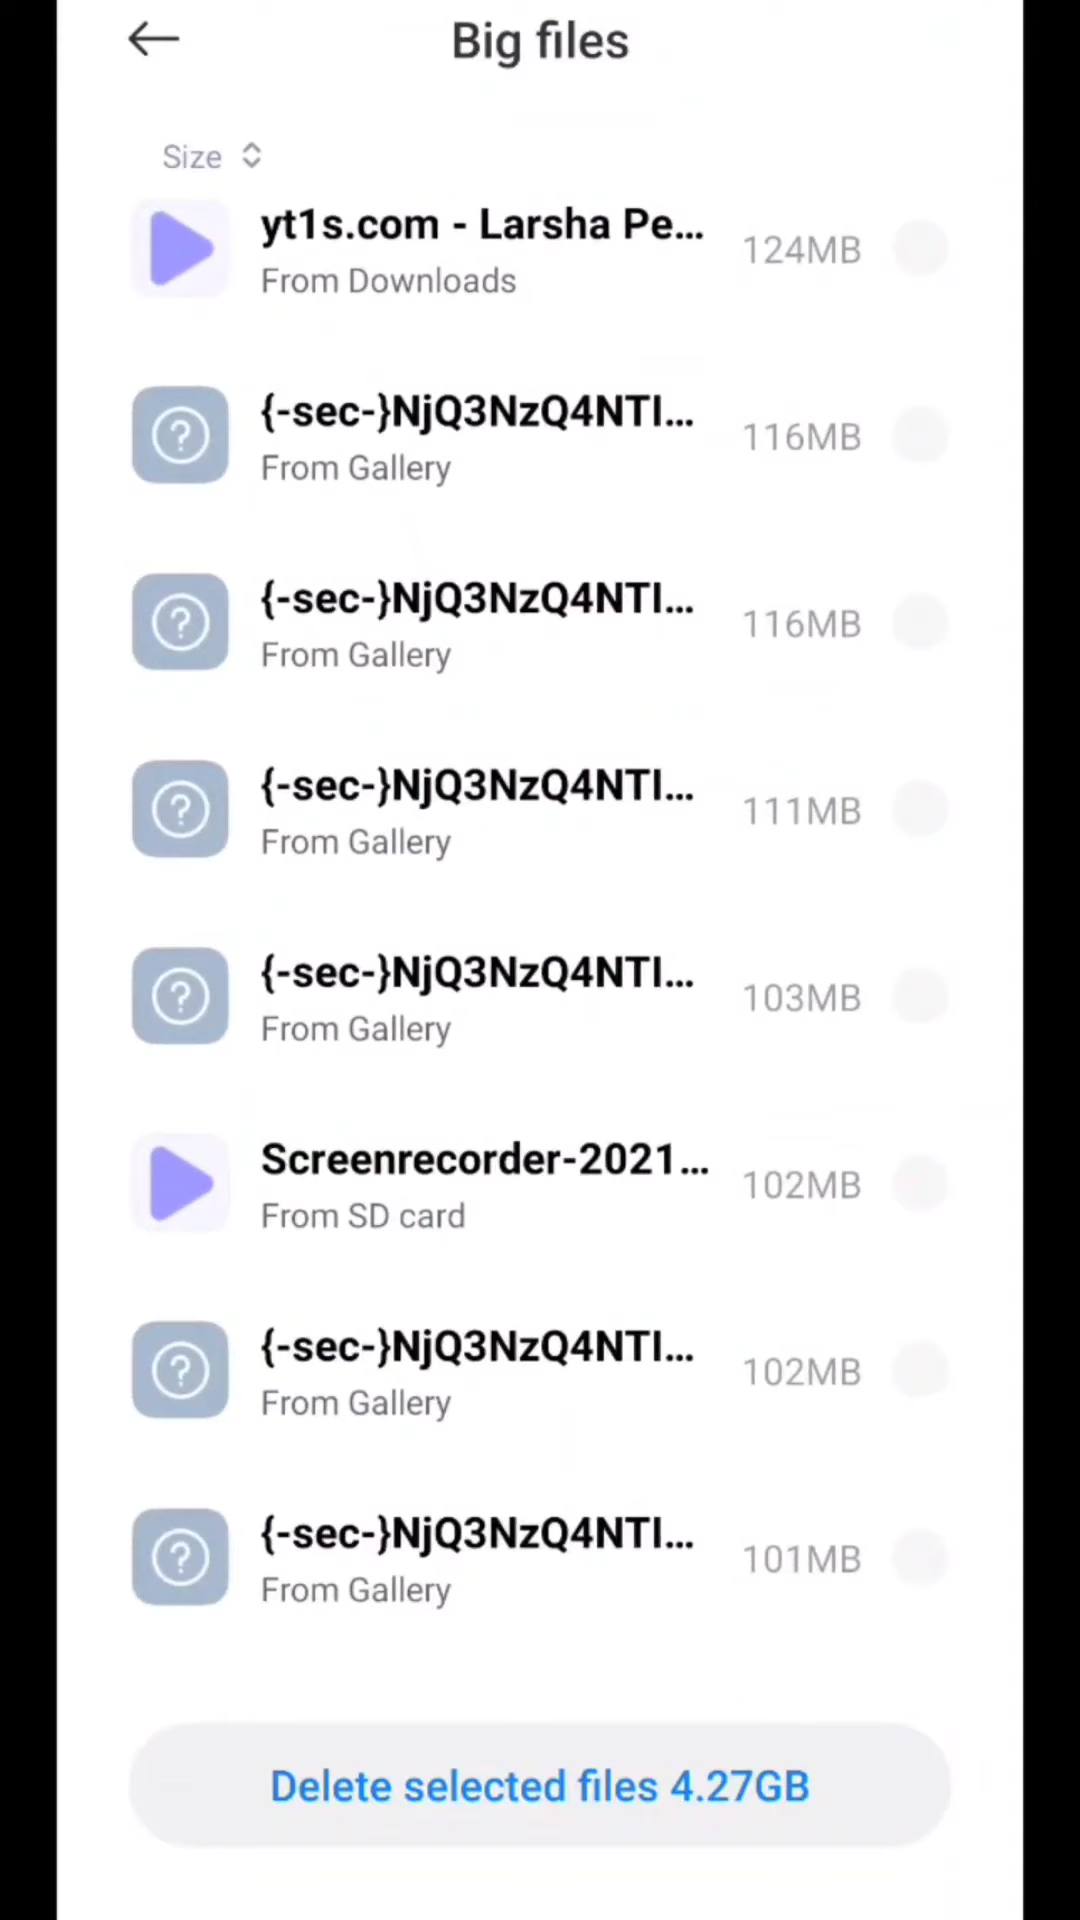 Big files
Size
yt1s.com - Larsha Pe...
From Downloads
124MB
{-sec-}NjQ3NzQ4NTI...
From Gallery
116MB
{-sec-}NjQ3NzQ4NTI...
From Gallery
116MB
{-sec-}NjQ3NzQ4NTI...
From Gallery
111MB
{-sec-}NjQ3NzQ4NTI...
From Gallery
103MB
Screenrecorder-2021...
From SD card
102MB
{-sec-}NjQ3NzQ4NTI...
From Gallery
102MB
{-sec-}NjQ3NzQ4NTI...
From Gallery
101MB
Delete selected files 4.27GB